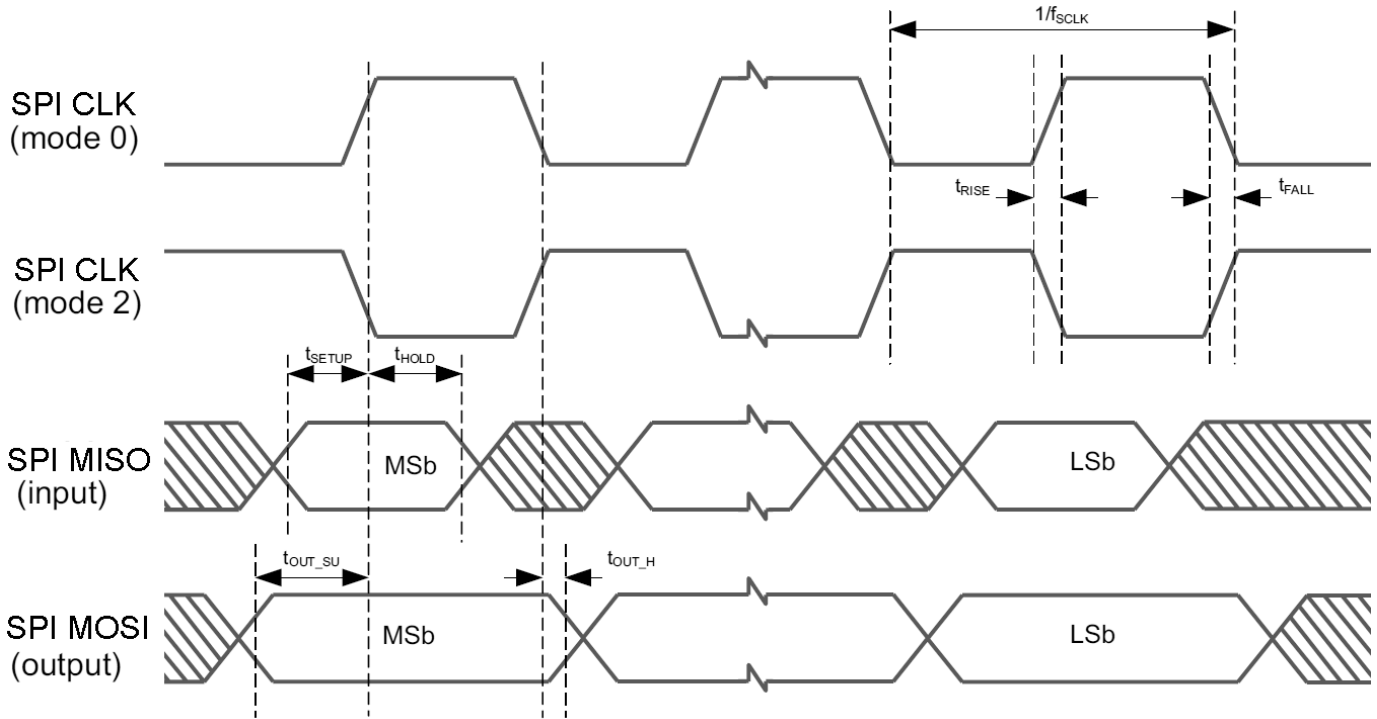 1/fSCLK
SPI CLK
(mode 0)
tRISE
tFALL
SPI CLK
(mode 2)
tSETUP
tHOLD
SPI MISO
(input)
MSb
LSb
tOUT_SU
tOUT_H
SPI MOSI
(output)
MSb
LSb